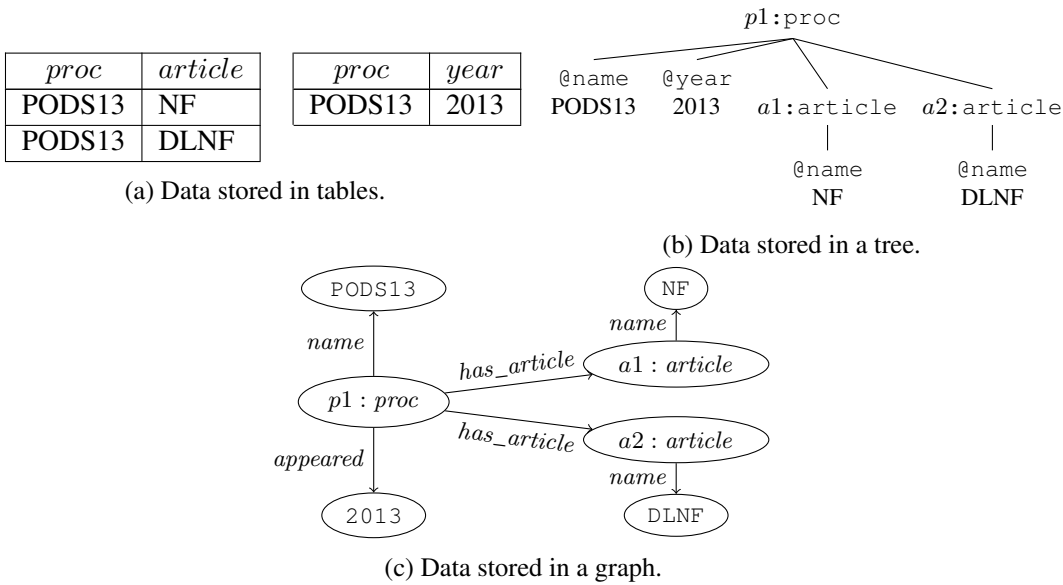 proc article
PODS13 NF
PODS13 DLNF
proc year
PODS13 2013
(a) Data stored in tables.
p1:proc
@name @year
PODS13 2013 a1:article a2:article
@name @name
NF DLNF
(b) Data stored in a tree.
PODS13 NF
name name
has_article a1 : article
p1 : proc
has_article a2 : article
appeared name
2013 DLNF
(c) Data stored in a graph.